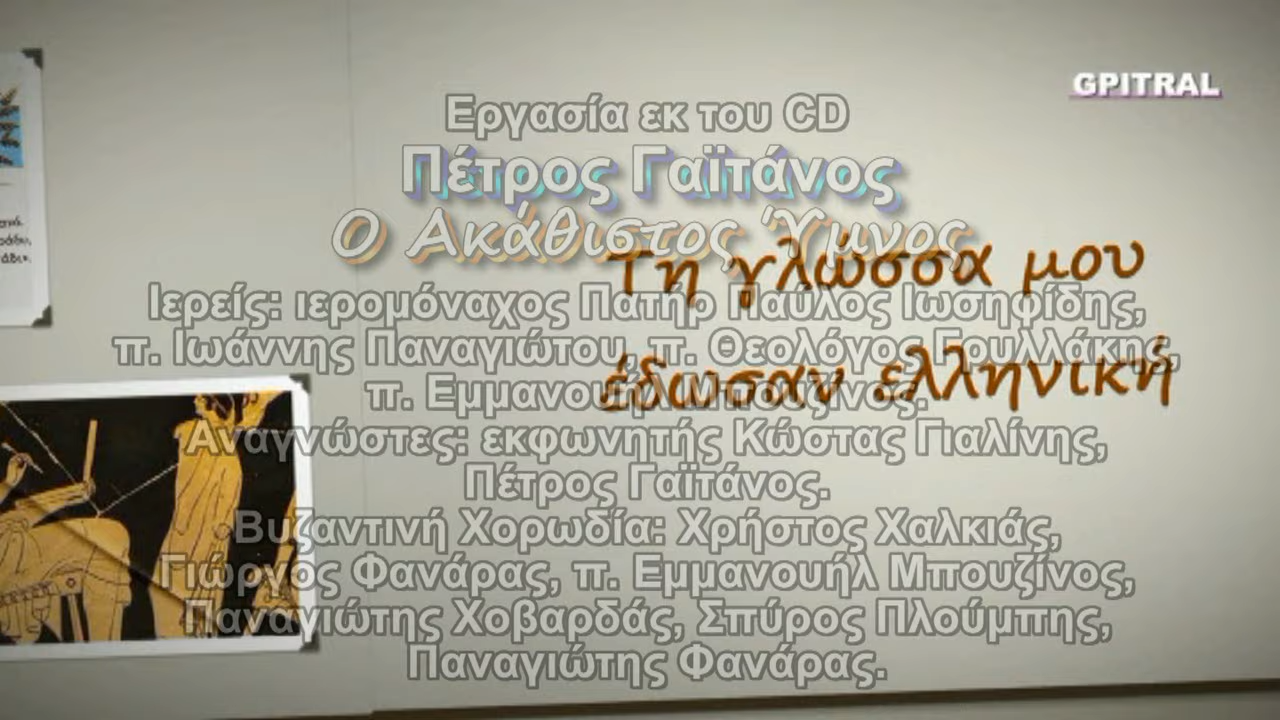 GPITRAL
Εργασία εκ του CD
Πέτρος Γαϊτάνος
Ο Ακάθιστος Ύμνος
Τη γλώσσα μου
έδωσαν ελληνική
Ιερείς: ιερομόναχος Πατήρ Παύλος Ιωσηφίδης,
π. Ιωάννης Παναγιώτου, π. Θεολόγος Γρυλλάκης,
π. Εμμανουήλ Μπουζίνος.
Αναγνώστες: εκφωνητής Κώστας Γιαλίνης,
Πέτρος Γαϊτάνος.
Βυζαντινή Χορωδία: Χρήστος Χαλκιάς,
Γιώργος Φανάρας, π. Εμμανουήλ Μπουζίνος,
Παναγιώτης Χοβαρδάς, Σπύρος Πλούμπης,
Παναγιώτης Φανάρας.